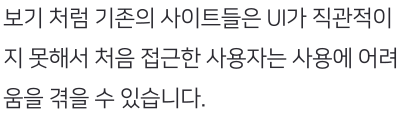 보기 처럼 기존의 사이트들은 UI가 직관적이
지 못해서 처음 접근한 사용자는 사용에 어려
움을 겪을 수 있습니다.